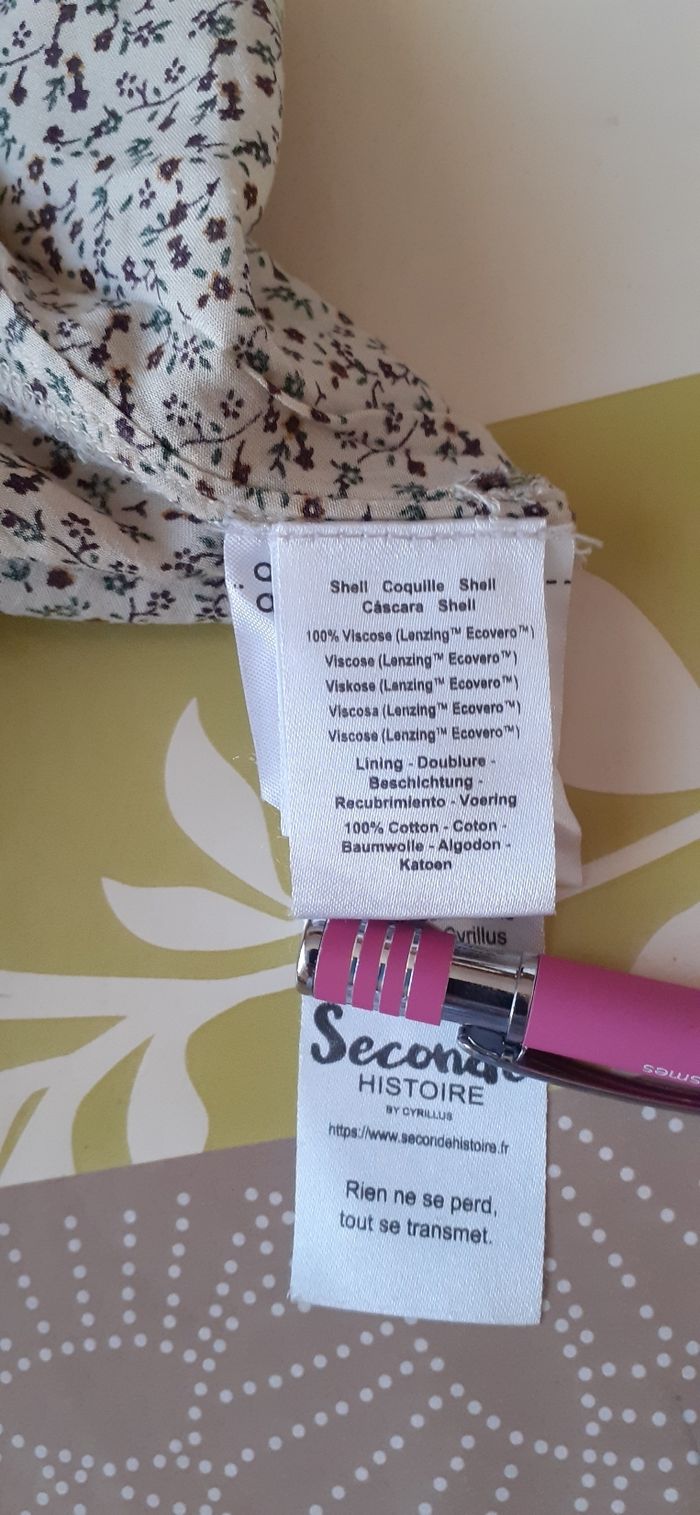 Shell Coquille Shell
Cáscara Shell
100% Viscose (Lenzing™ Ecovero™)
Viscose (Lenzing™ Ecovero™)
Viskose (Lenzing™ Ecovero™)
Viscosa (Lenzing™ Ecovero™)
Viscose (Lenzing™ Ecovero™)
Lining - Doublure -
Beschichtung -
Recubrimiento - Voering
100% Cotton - Coton -
Baumwolle - Algodon -
Katoen
Cyrillus
Seconde
HISTOIRE
BY CYRILLUS
https://www.secondehistoire.fr
Rien ne se perd,
tout se transmet.